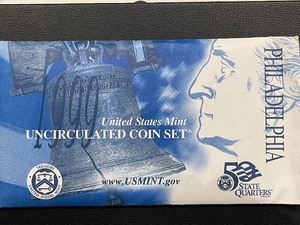 1999
United States Mint
UNCIRCULATED COIN SET
www.USMINT.gov
PHILADELPHIA
50
STATE
QUARTERS